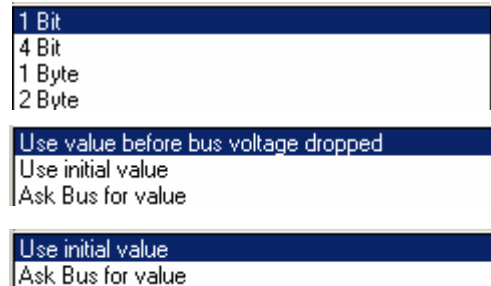 1 Bit
4 Bit
1 Byte
2 Byte
Use value before bus voltage dropped
Use initial value
Ask Bus for value
Use initial value
Ask Bus for value